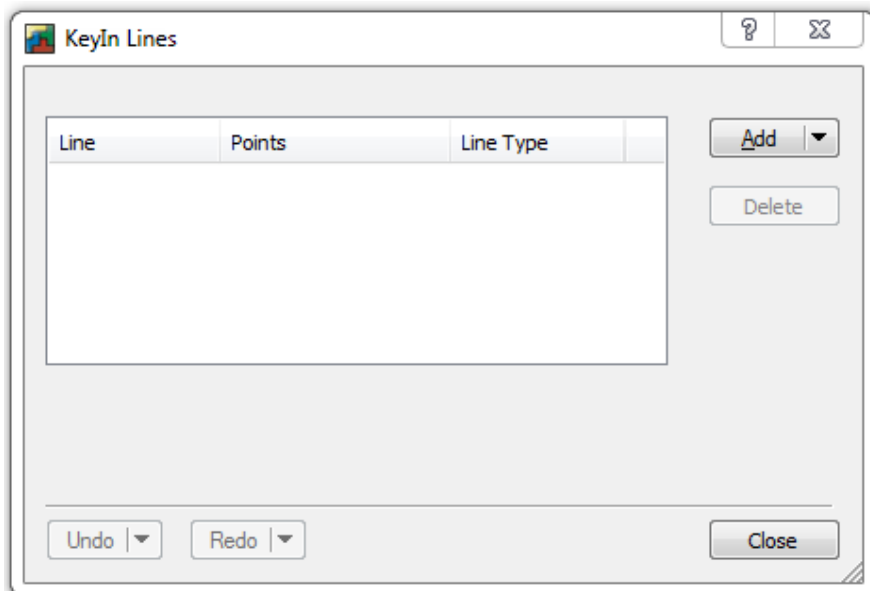 KeyIn Lines
Line Points Line Type
Add
Delete
Undo Redo Close